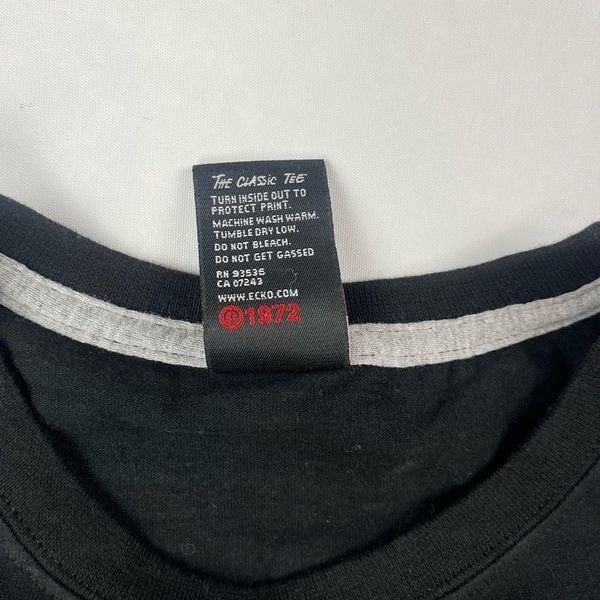 THE CLASSIC TEE
TURN INSIDE OUT TO
PROTECT PRINT.
MACHINE WASH WARM.
TUMBLE DRY LOW.
DO NOT BLEACH.
DO NOT GET GASSED
RN 93536
CA 07243
WWW.ECKO.COM
©1972